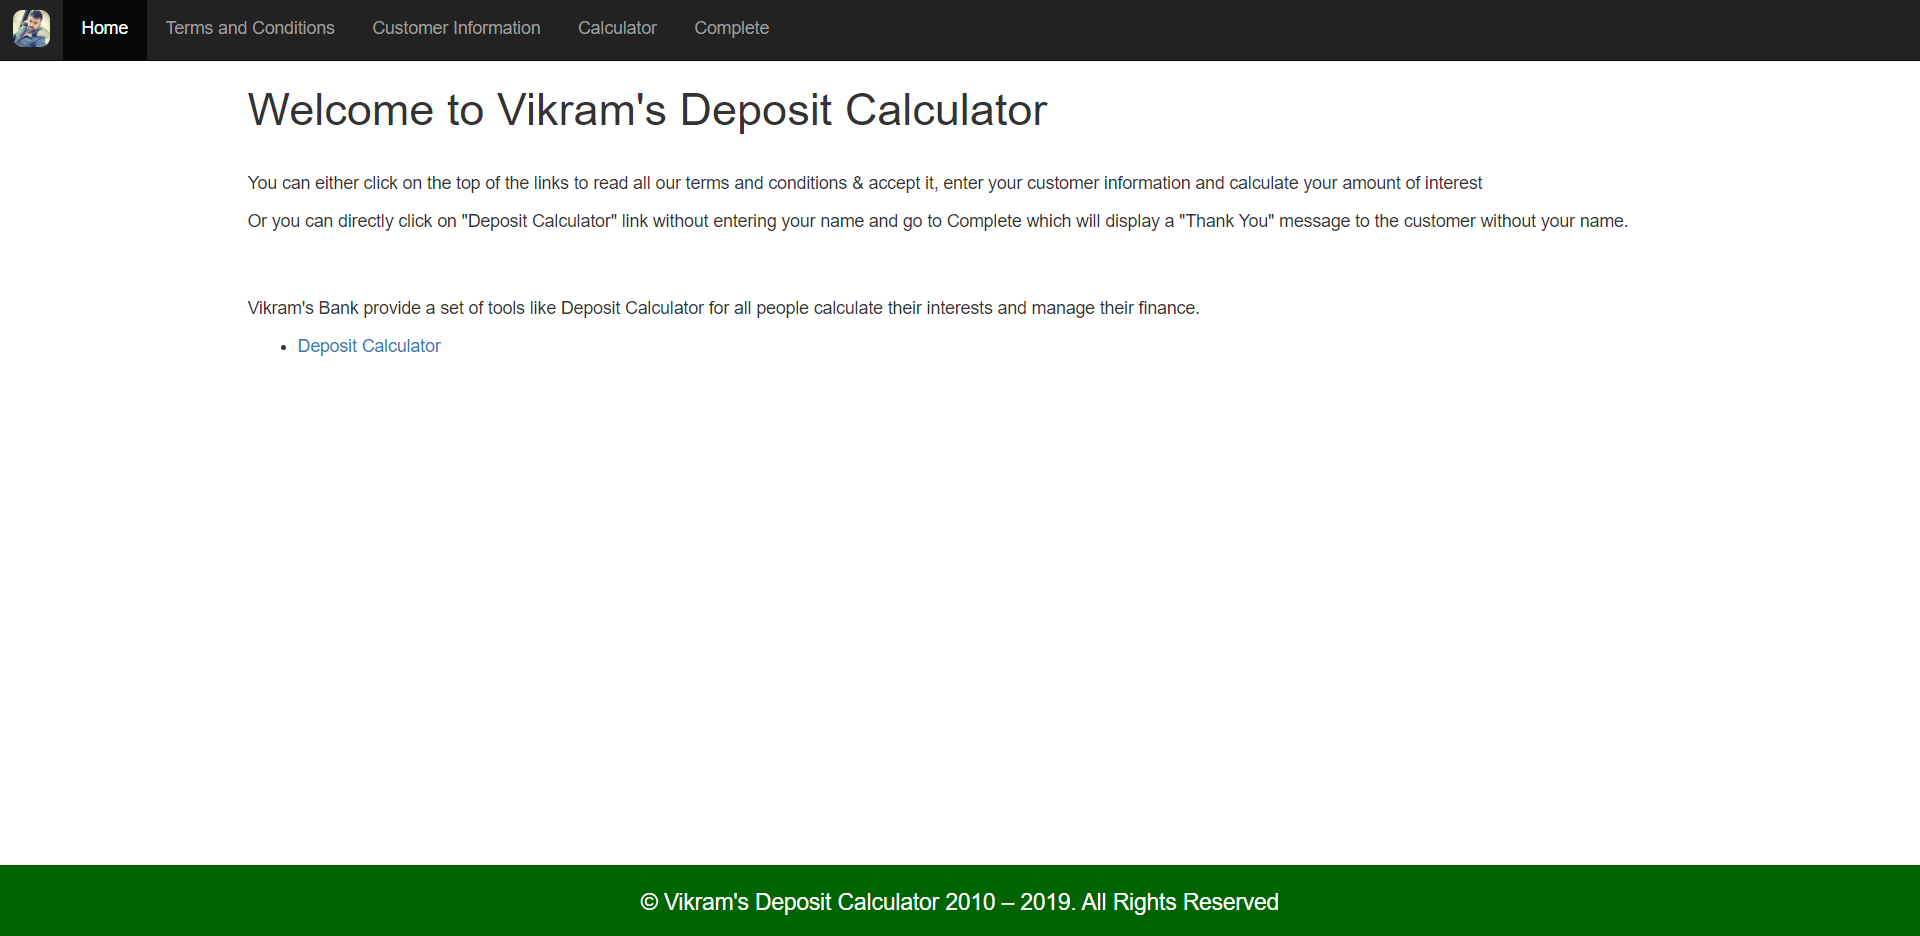 Home Terms and Conditions Customer Information Calculator Complete
Welcome to Vikram's Deposit Calculator
You can either click on the top of the links to read all our terms and conditions & accept it, enter your customer information and calculate your amount of interest
Or you can directly click on "Deposit Calculator" link without entering your name and go to Complete which will display a "Thank You" message to the customer without your name.
Vikram's Bank provide a set of tools like Deposit Calculator for all people calculate their interests and manage their finance.
• Deposit Calculator
© Vikram's Deposit Calculator 2010 – 2019. All Rights Reserved